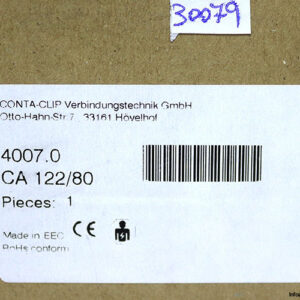 30079
CONTA-CLIP Verbindungstechnik GmbH
Otto-Hahn-Str.7, 33161 Hövelhof
4007.0
CA 122/80
Pieces: 1
Made in EEC CE
RoHs conform